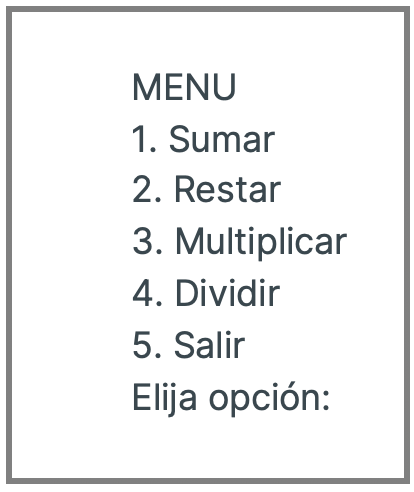 MENU
1. Sumar
2. Restar
3. Multiplicar
4. Dividir
5. Salir
Elija opción: